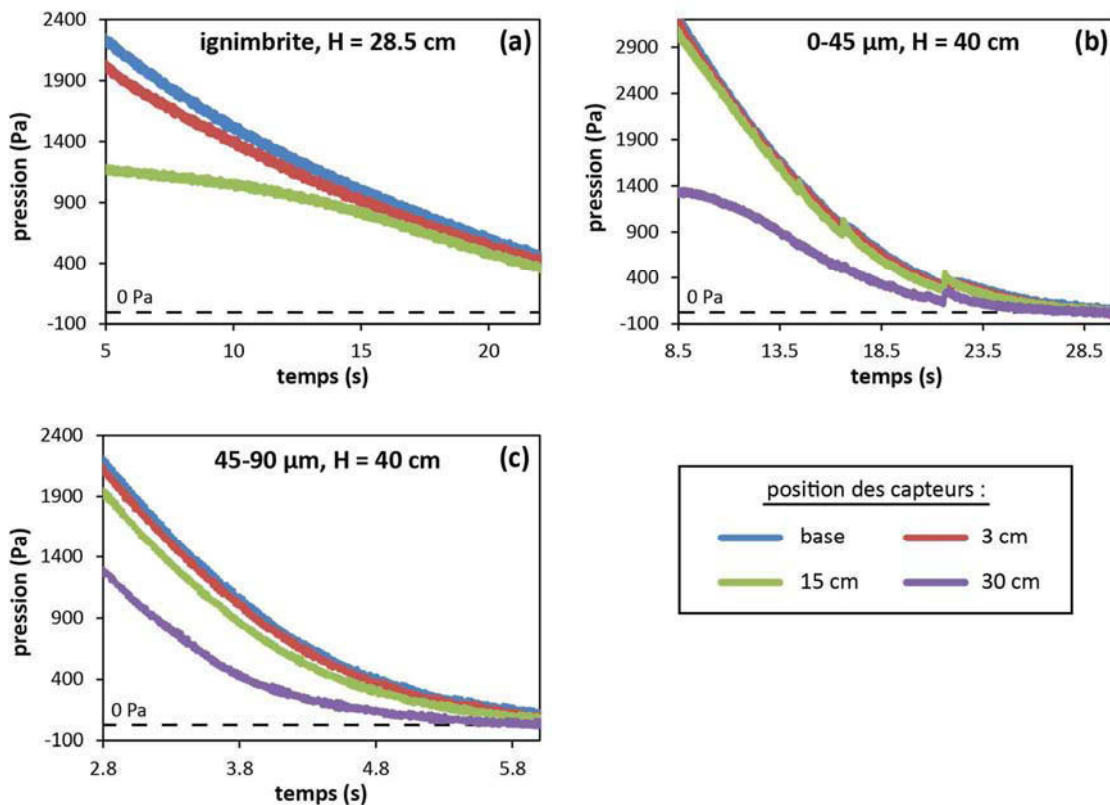 ignimbrite, H = 28.5 cm (a)
pression (Pa)
2400
1900
1400
900
400
-100
0 Pa
5 10 15 20
temps (s)
0-45 µm, H = 40 cm (b)
pression (Pa)
2900
2400
1900
1400
900
400
-100
0 Pa
8.5 13.5 18.5 23.5 28.5
temps (s)
45-90 µm, H = 40 cm (c)
pression (Pa)
2400
1900
1400
900
400
-100
0 Pa
2.8 3.8 4.8 5.8
temps (s)
position des capteurs :
base 3 cm
15 cm 30 cm